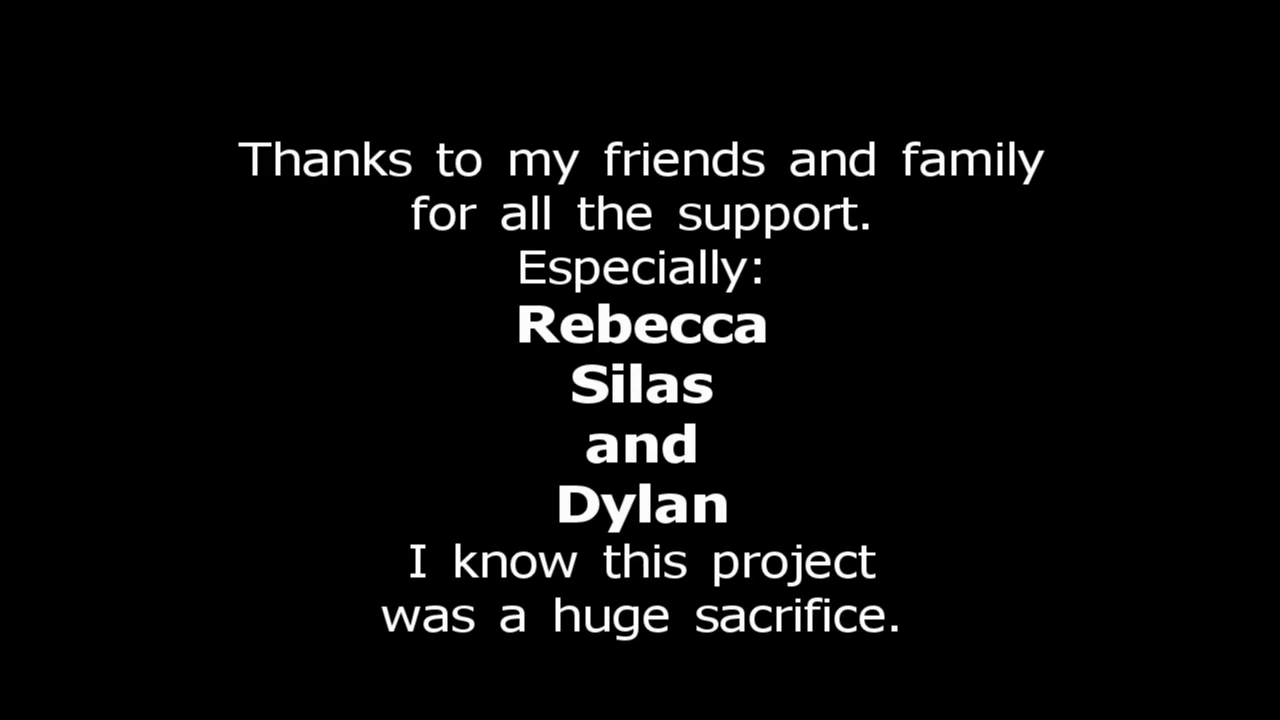 Thanks to my friends and family
for all the support.
Especially:
Rebecca
Silas
and
Dylan
I know this project
was a huge sacrifice.